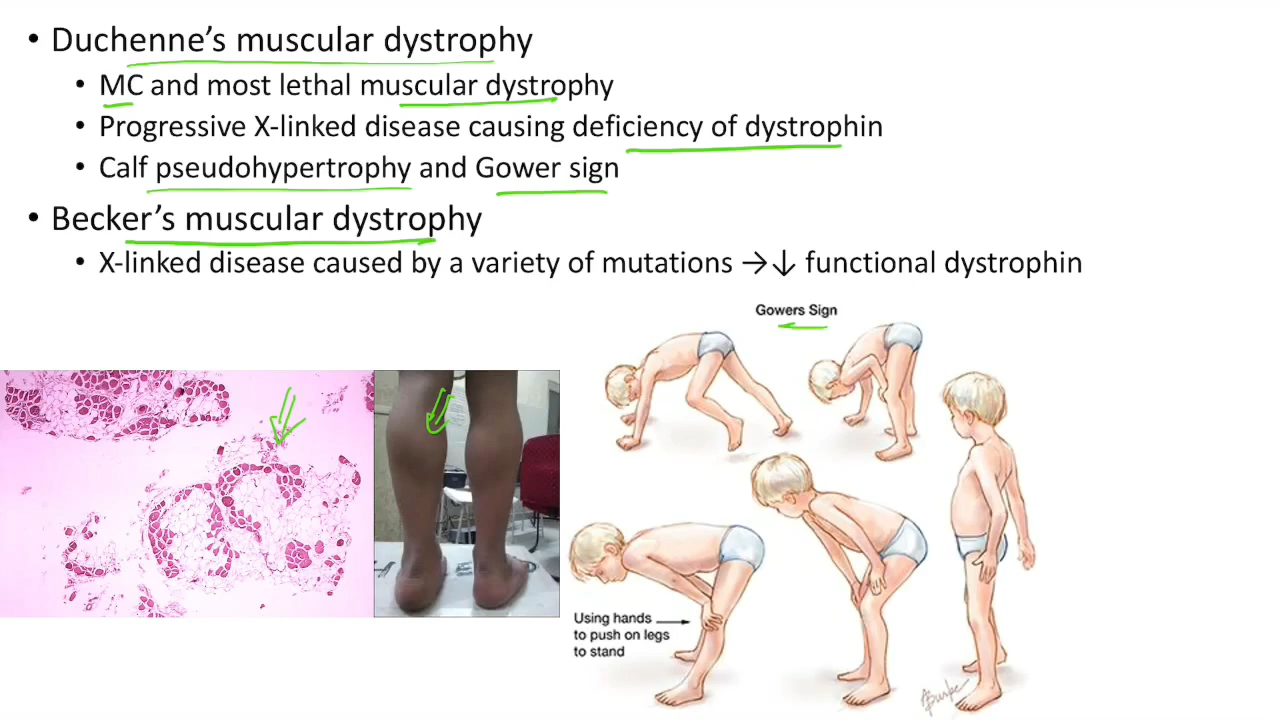 • Duchenne's muscular dystrophy
• MC and most lethal muscular dystrophy
• Progressive X-linked disease causing deficiency of dystrophin
• Calf pseudohypertrophy and Gower sign
• Becker's muscular dystrophy
• X-linked disease caused by a variety of mutations →↓ functional dystrophin
Gowers Sign
Using hands
to push on legs
to stand